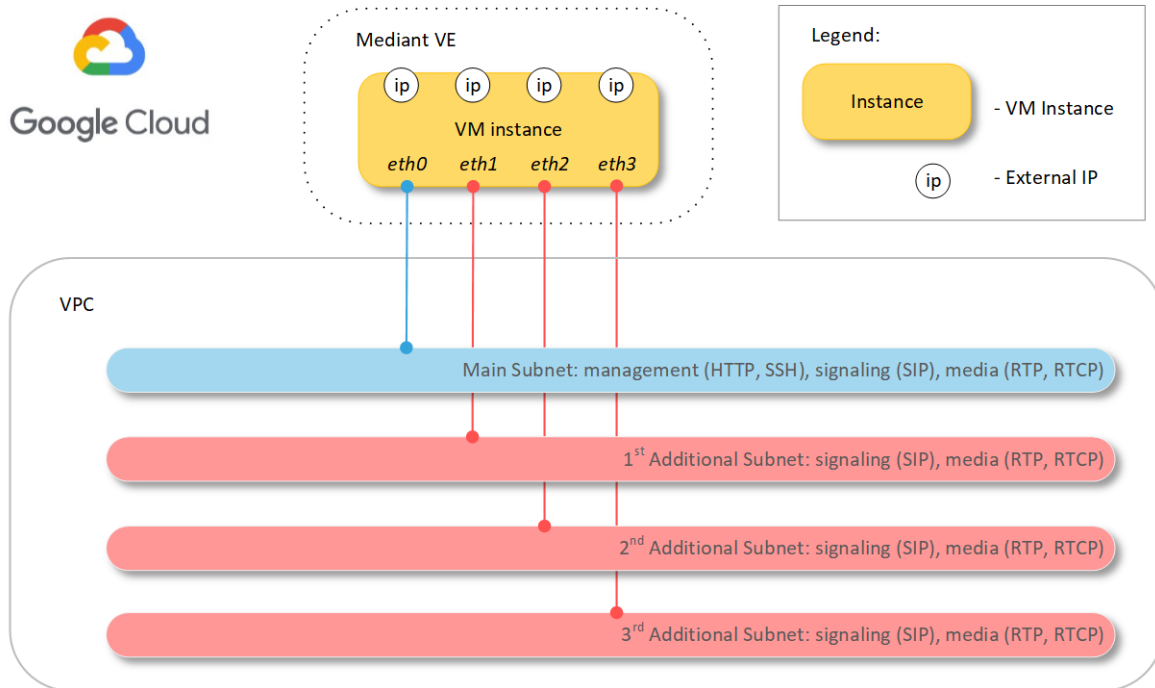 Google Cloud
Mediant VE
ip ip ip ip
VM instance
eth0 eth1 eth2 eth3
Legend:
Instance
- VM Instance
ip
- External IP
VPC
Main Subnet: management (HTTP, SSH), signaling (SIP), media (RTP, RTCP)
1st Additional Subnet: signaling (SIP), media (RTP, RTCP)
2nd Additional Subnet: signaling (SIP), media (RTP, RTCP)
3rd Additional Subnet: signaling (SIP), media (RTP, RTCP)